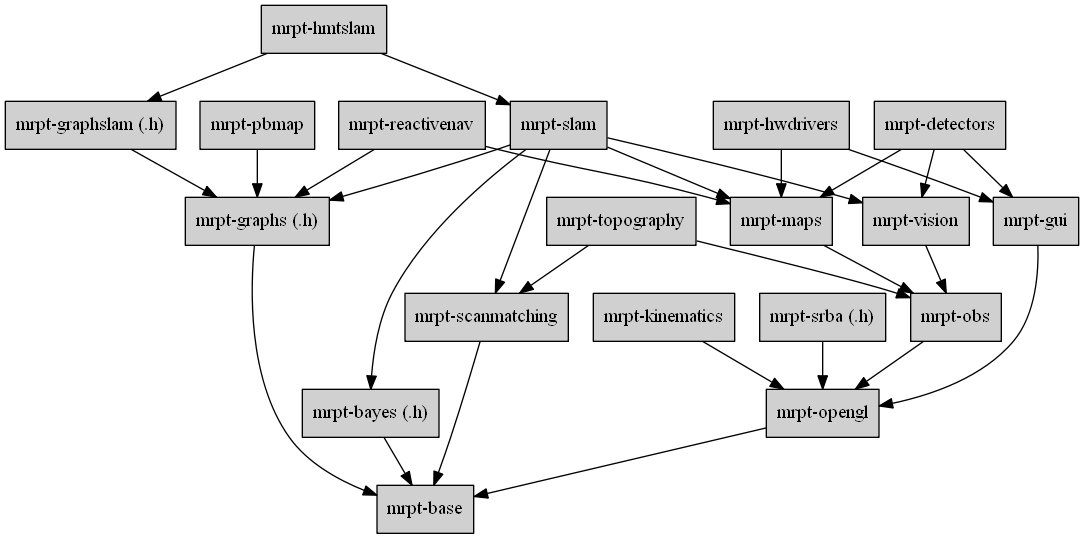 mrpt-hmtslam
mrpt-graphslam (.h)
mrpt-pbmap
mrpt-reactivenav
mrpt-slam
mrpt-hwdrivers
mrpt-detectors
mrpt-graphs (.h)
mrpt-topography
mrpt-maps
mrpt-vision
mrpt-gui
mrpt-scanmatching
mrpt-kinematics
mrpt-srba (.h)
mrpt-obs
mrpt-bayes (.h)
mrpt-opengl
mrpt-base